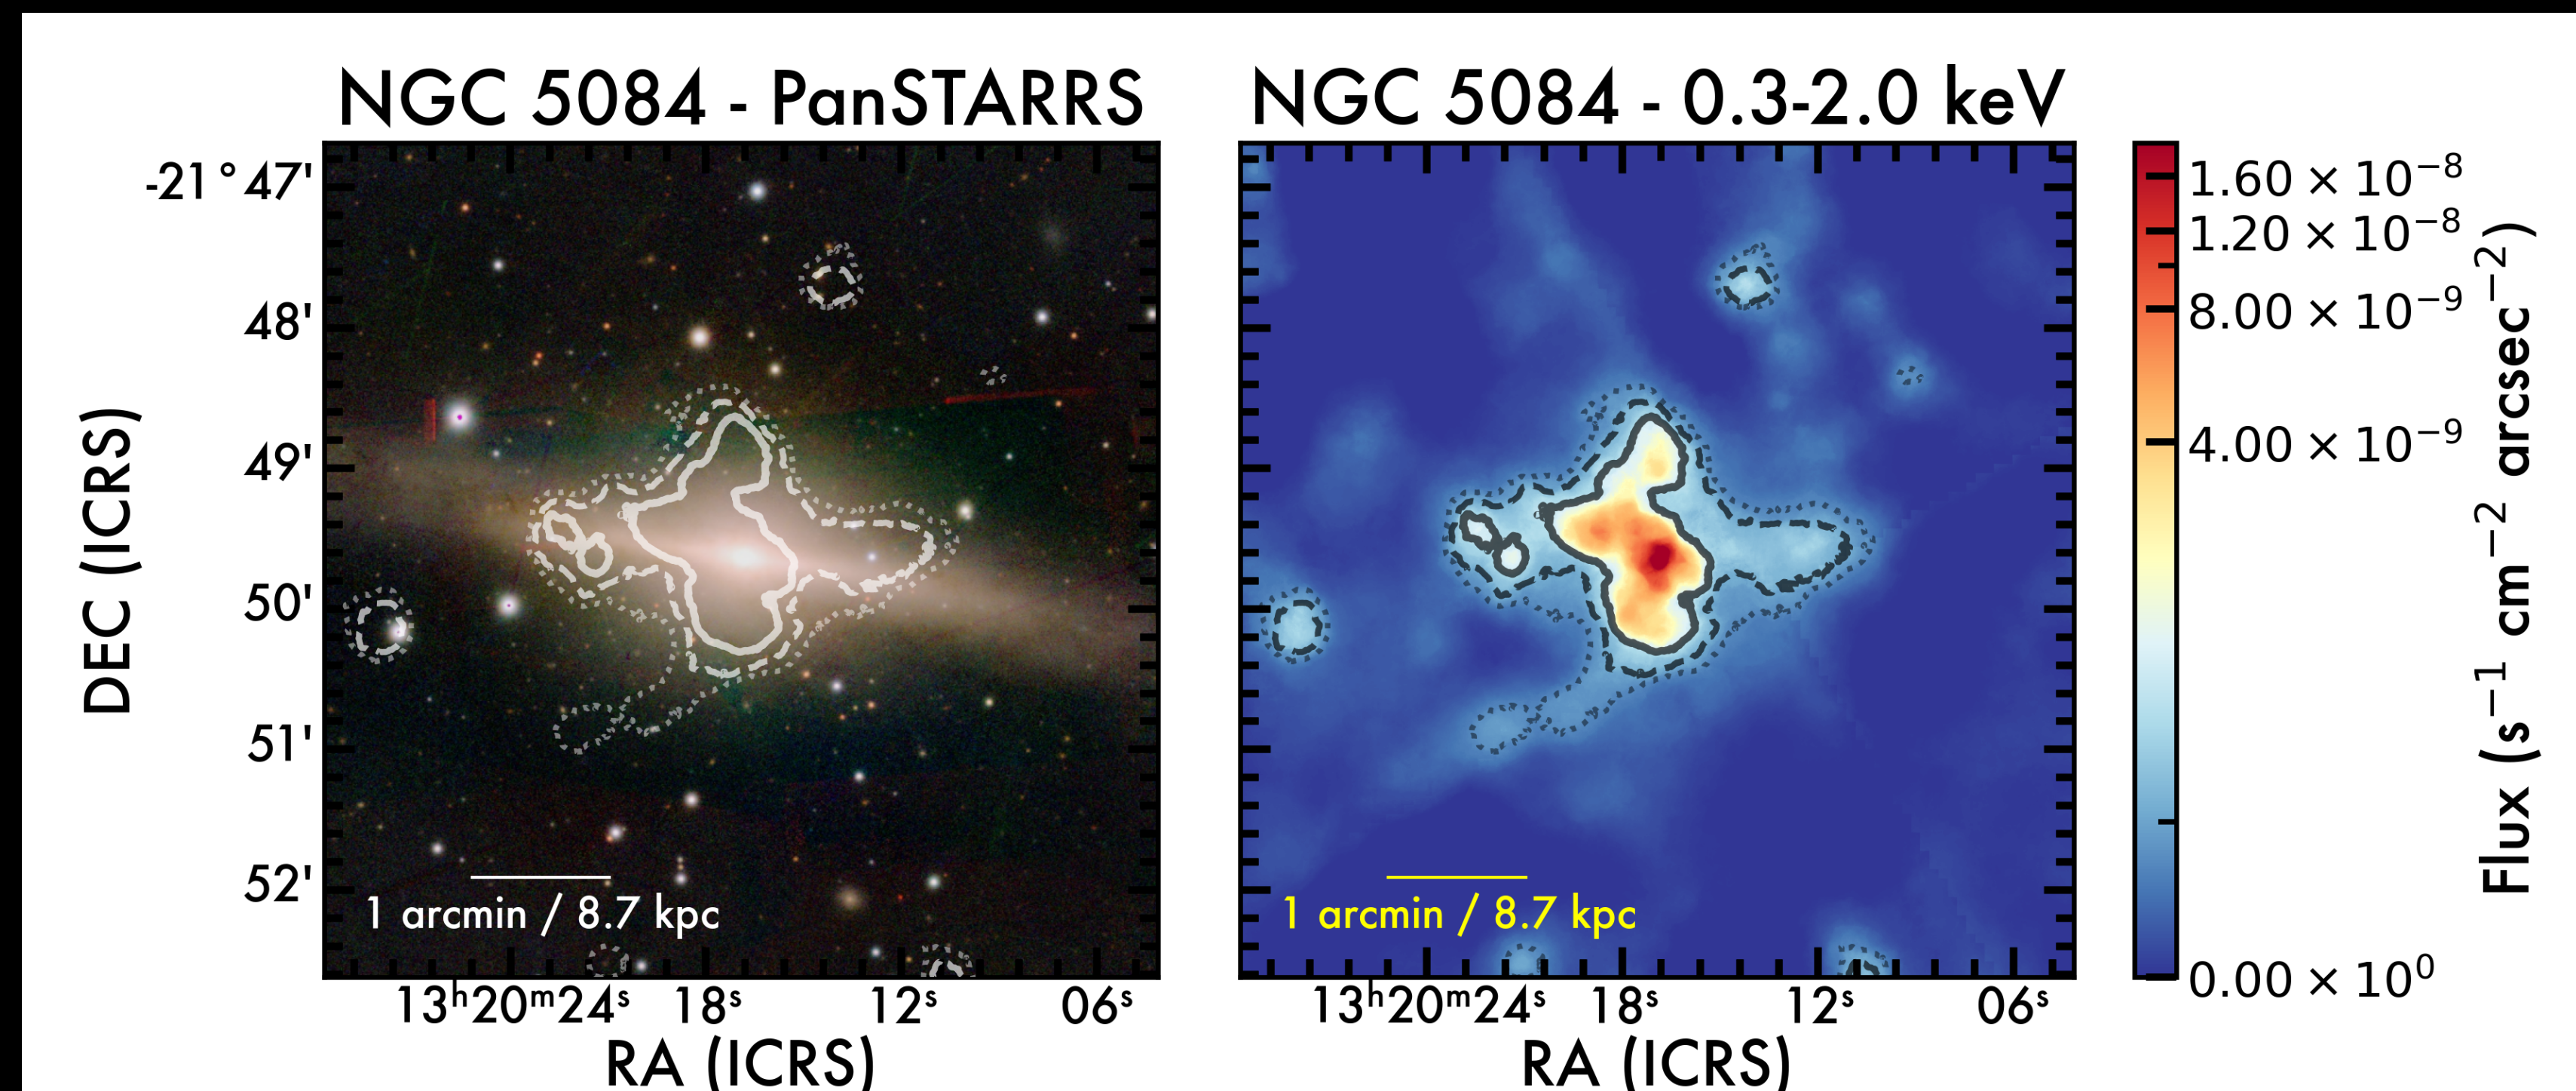 NGC 5084 - PanSTARRS
-21° 47'
48'
49'
50'
51'
52'
DEC (ICRS)
1 arcmin / 8.7 kpc
13ʰ20ᵐ24ˢ 18ˢ 12ˢ 06ˢ
RA (ICRS)
NGC 5084 - 0.3-2.0 keV
1 arcmin / 8.7 kpc
13ʰ20ᵐ24ˢ 18ˢ 12ˢ 06ˢ
RA (ICRS)
1.60 × 10⁻⁸
1.20 × 10⁻⁸
8.00 × 10⁻⁹
4.00 × 10⁻⁹
0.00 × 10⁰
Flux (s⁻¹ cm⁻² arcsec⁻²)